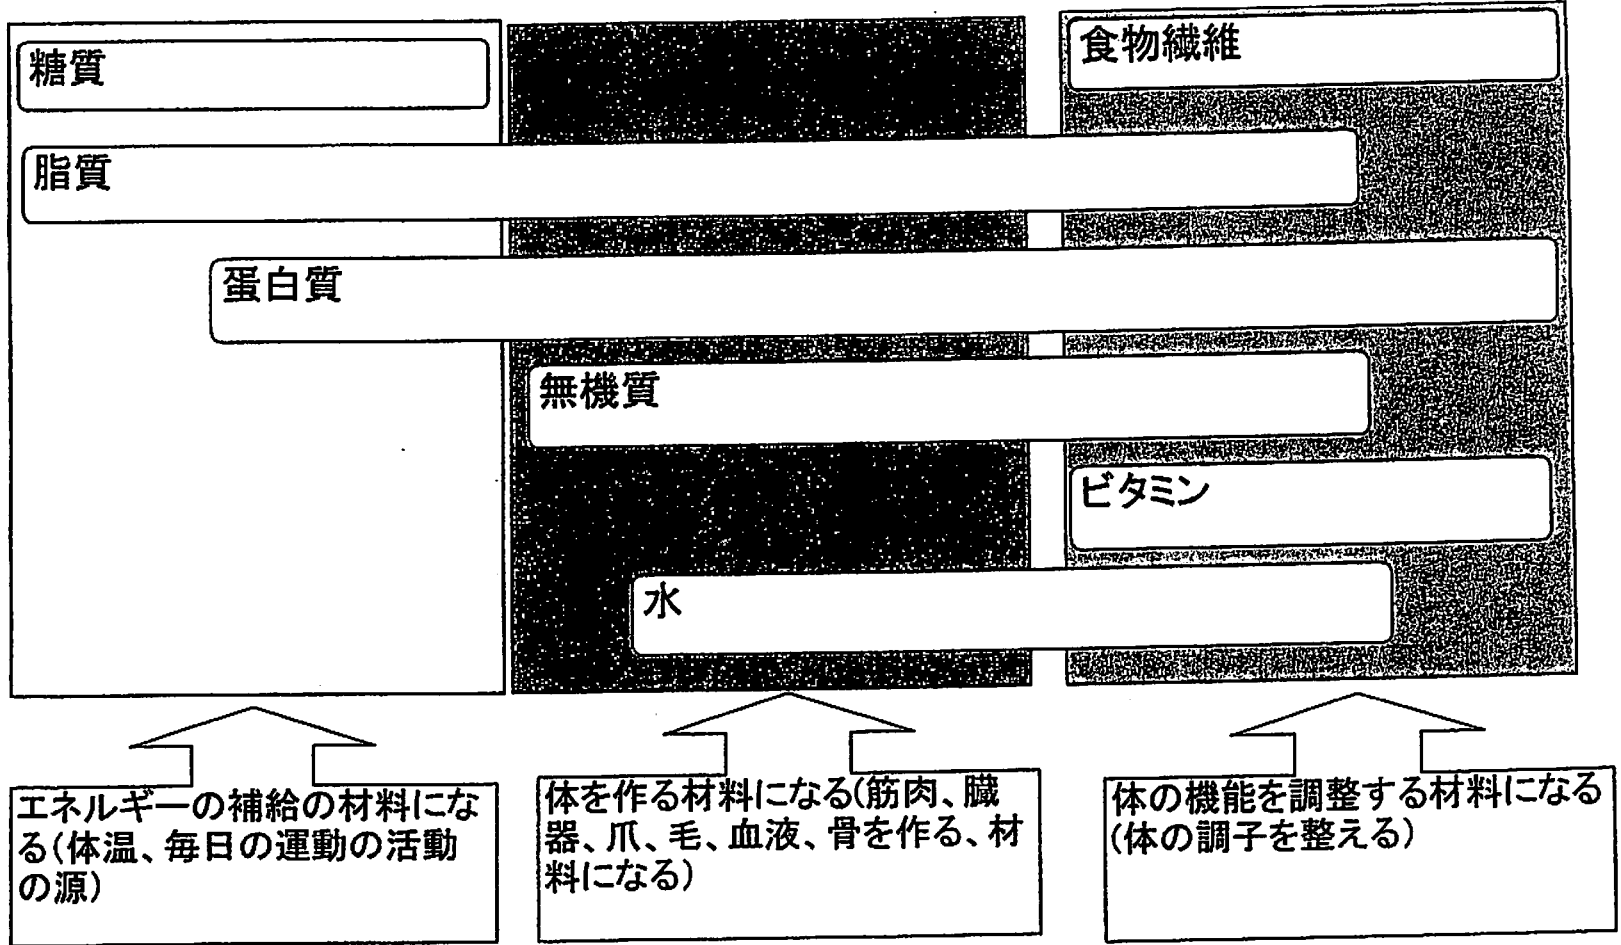 糖質
食物繊維
脂質
蛋白質
無機質
ビタミン
水
エネルギーの補給の材料にな
る(体温、毎日の運動の活動
の源)
体を作る材料になる(筋肉、臓
器、爪、毛、血液、骨を作る、材
料になる)
体の機能を調整する材料になる
(体の調子を整える)